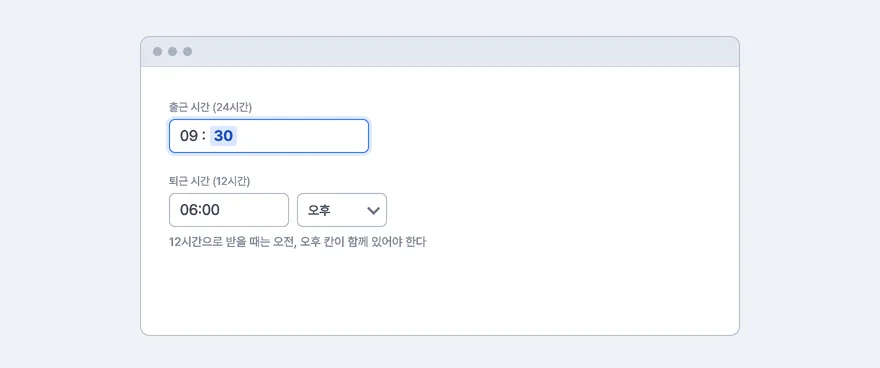 출근 시간 (24시간)
09 : 30
퇴근 시간 (12시간)
06:00 오후
12시간으로 받을 때는 오전, 오후 칸이 함께 있어야 한다